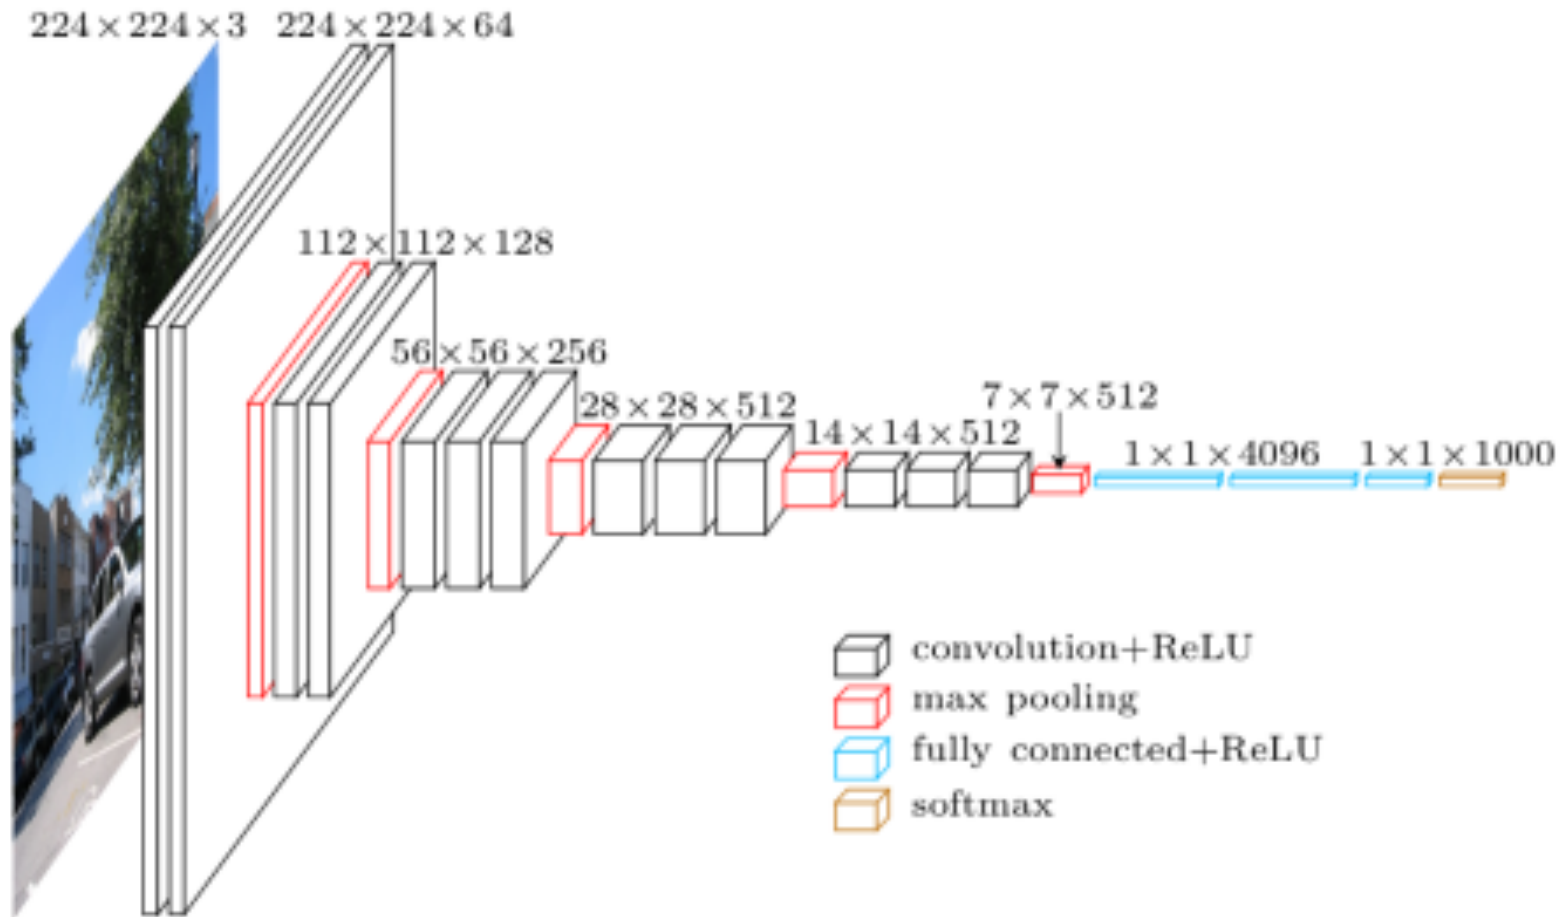 224×224×3
224×224×64
112×112×128
56×56×256
28×28×512
14×14×512
7×7×512
1×1×4096
1×1×1000
convolution+ReLU
max pooling
fully connected+ReLU
softmax